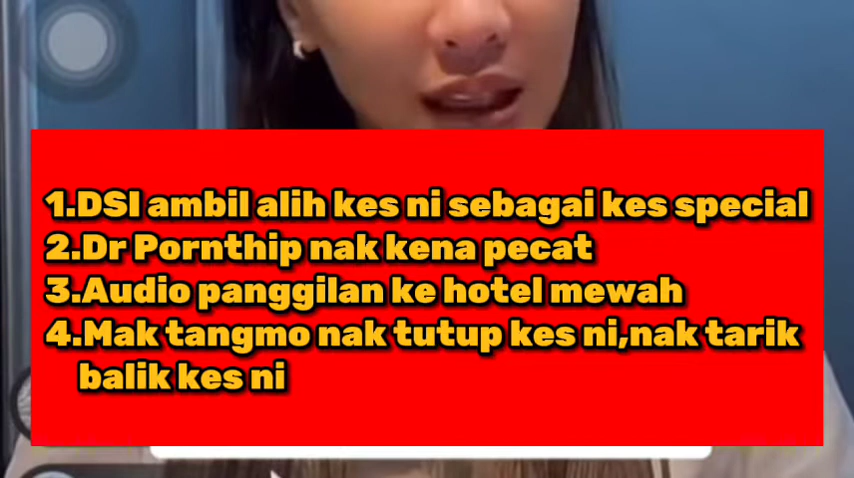 1.DSI ambil alih kes ni sebagai kes special
2.Dr Pornthip nak kena pecat
3.Audio panggilan ke hotel mewah
4.Mak tangmo nak tutup kes ni,nak tarik
balik kes ni